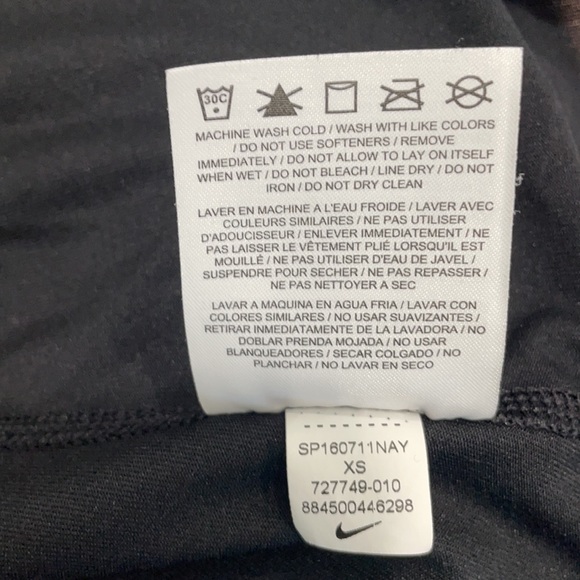 30C
MACHINE WASH COLD / WASH WITH LIKE COLORS
/ DO NOT USE SOFTENERS / REMOVE
IMMEDIATELY / DO NOT ALLOW TO LAY ON ITSELF
WHEN WET / DO NOT BLEACH / LINE DRY / DO NOT
IRON / DO NOT DRY CLEAN
LAVER EN MACHINE A L'EAU FROIDE / LAVER AVEC
COULEURS SIMILAIRES / NE PAS UTILISER
D'ADOUCISSEUR / ENLEVER IMMEDIATEMENT / NE
PAS LAISSER LE VÊTEMENT PLIÉ LORSQU'IL EST
MOUILLÉ / NE PAS UTILISER D'EAU DE JAVEL /
SUSPENDRE POUR SECHER / NE PAS REPASSER /
NE PAS NETTOYER A SEC
LAVAR A MAQUINA EN AGUA FRIA / LAVAR CON
COLORES SIMILARES / NO USAR SUAVIZANTES /
RETIRAR INMEDIATAMENTE DE LA LAVADORA / NO
DOBLAR PRENDA MOJADA / NO USAR
BLANQUEADORES / SECAR COLGADO / NO
PLANCHAR / NO LAVAR EN SECO
SP160711NAY
XS
727749-010
884500446298